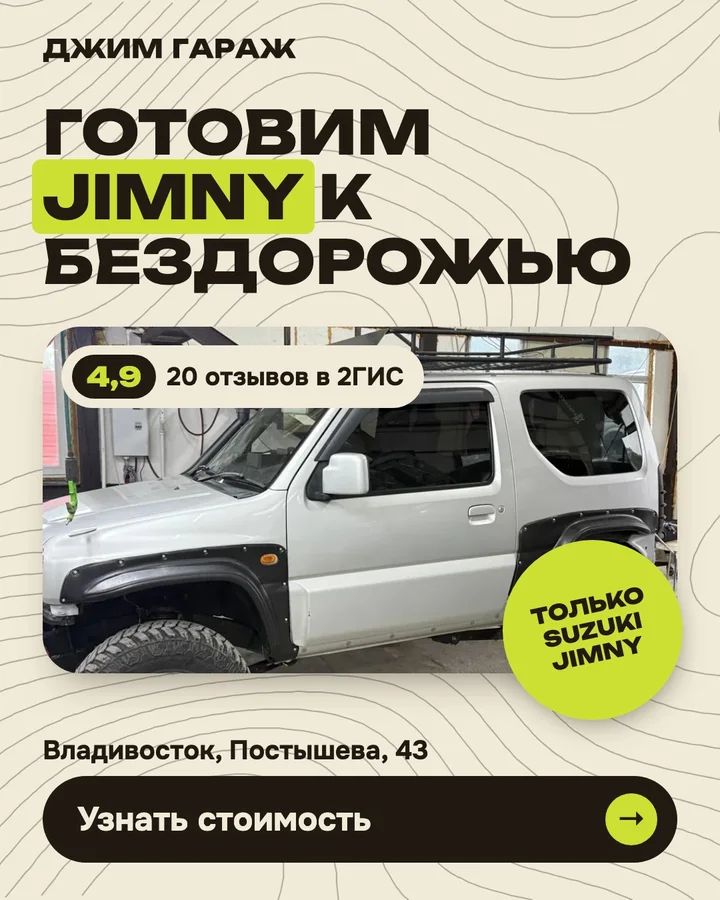 ДЖИМ ГАРАЖ
ГОТОВИМ
JIMNY К
БЕЗДОРОЖЬЮ
4,9 20 отзывов в 2ГИС
ТОЛЬКО
SUZUKI
JIMNY
Владивосток, Постышева, 43
Узнать стоимость →